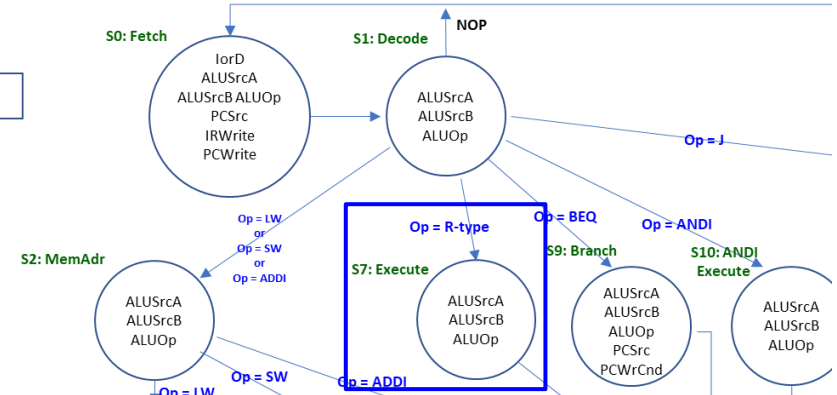 NOP
S0: Fetch
S1: Decode
IorD
ALUSrcA
ALUSrcB ALUOp
PCSrc
IRWrite
PCWrite
ALUSrcA
ALUSrcB
ALUOp
Op = J
Op = LW
or
Op = SW
or
Op = ADDI
Op = R-type
Op = BEQ
Op = ANDI
S2: MemAdr
ALUSrcA
ALUSrcB
ALUOp
S7: Execute
ALUSrcA
ALUSrcB
ALUOp
S9: Branch
ALUSrcA
ALUSrcB
ALUOp
PCSrc
PCWrCnd
S10: ANDI
Execute
ALUSrcA
ALUSrcB
ALUOp
Op = LW
Op = SW
Op = ADDI